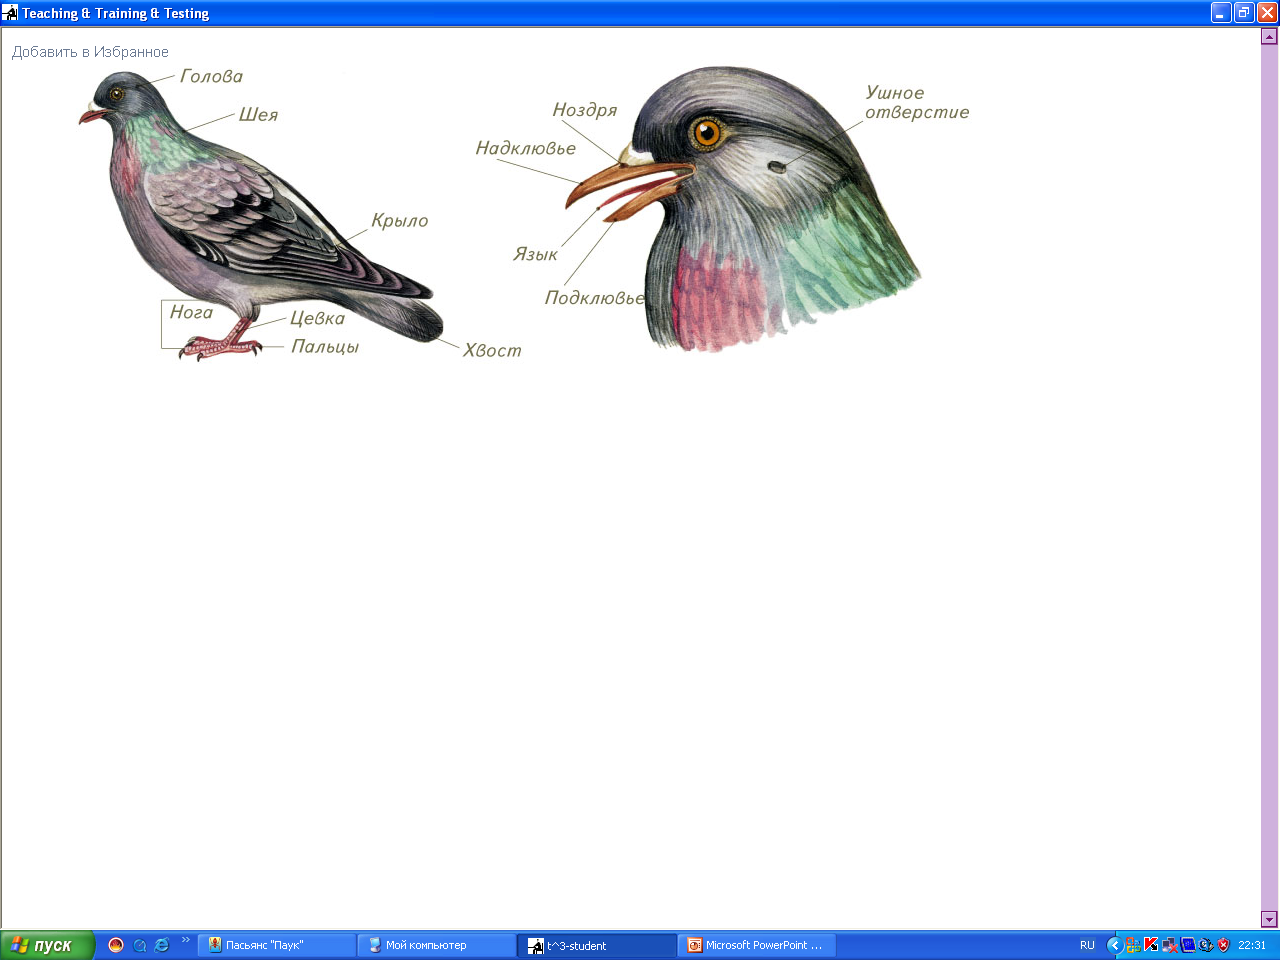 Teaching & Training & Testing
Добавить в Избранное
Голова
Шея
Крыло
Нога
Цевка
Пальцы
Хвост
Ноздря
Надклювье
Язык
Подклювье
Ушное
отверстие
пуск
Пасьянс "Паук"
Мой компьютер
t^3-student
Microsoft PowerPoint ...
RU
22:31